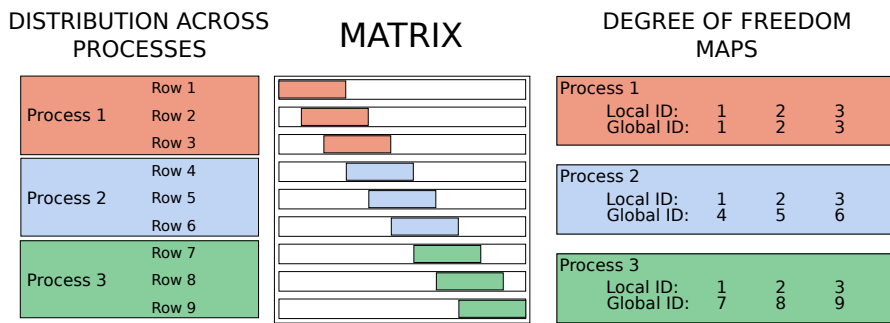 DISTRIBUTION ACROSS
PROCESSES
Process 1
Row 1
Row 2
Row 3
Process 2
Row 4
Row 5
Row 6
Process 3
Row 7
Row 8
Row 9
MATRIX
DEGREE OF FREEDOM
MAPS
Process 1
Local ID: 1 2 3
Global ID: 1 2 3
Process 2
Local ID: 1 2 3
Global ID: 4 5 6
Process 3
Local ID: 1 2 3
Global ID: 7 8 9